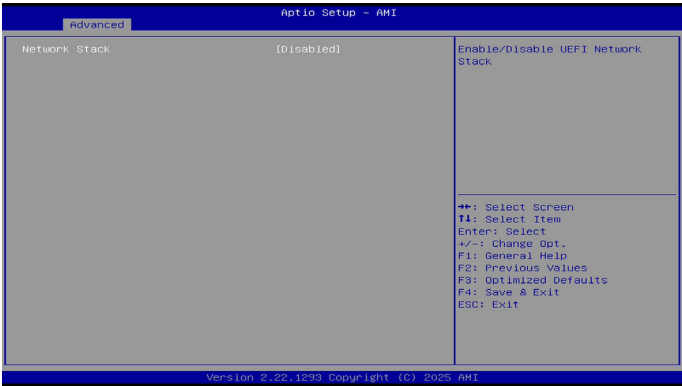 Aptio Setup - AMI
Advanced
Network Stack [Disabled]
Enable/Disable UEFI Network
Stack
→←: Select Screen
↑↓: Select Item
Enter: Select
+/-: Change Opt.
F1: General Help
F2: Previous Values
F3: Optimized Defaults
F4: Save & Exit
ESC: Exit
Version 2.22.1293 Copyright (C) 2025 AMI